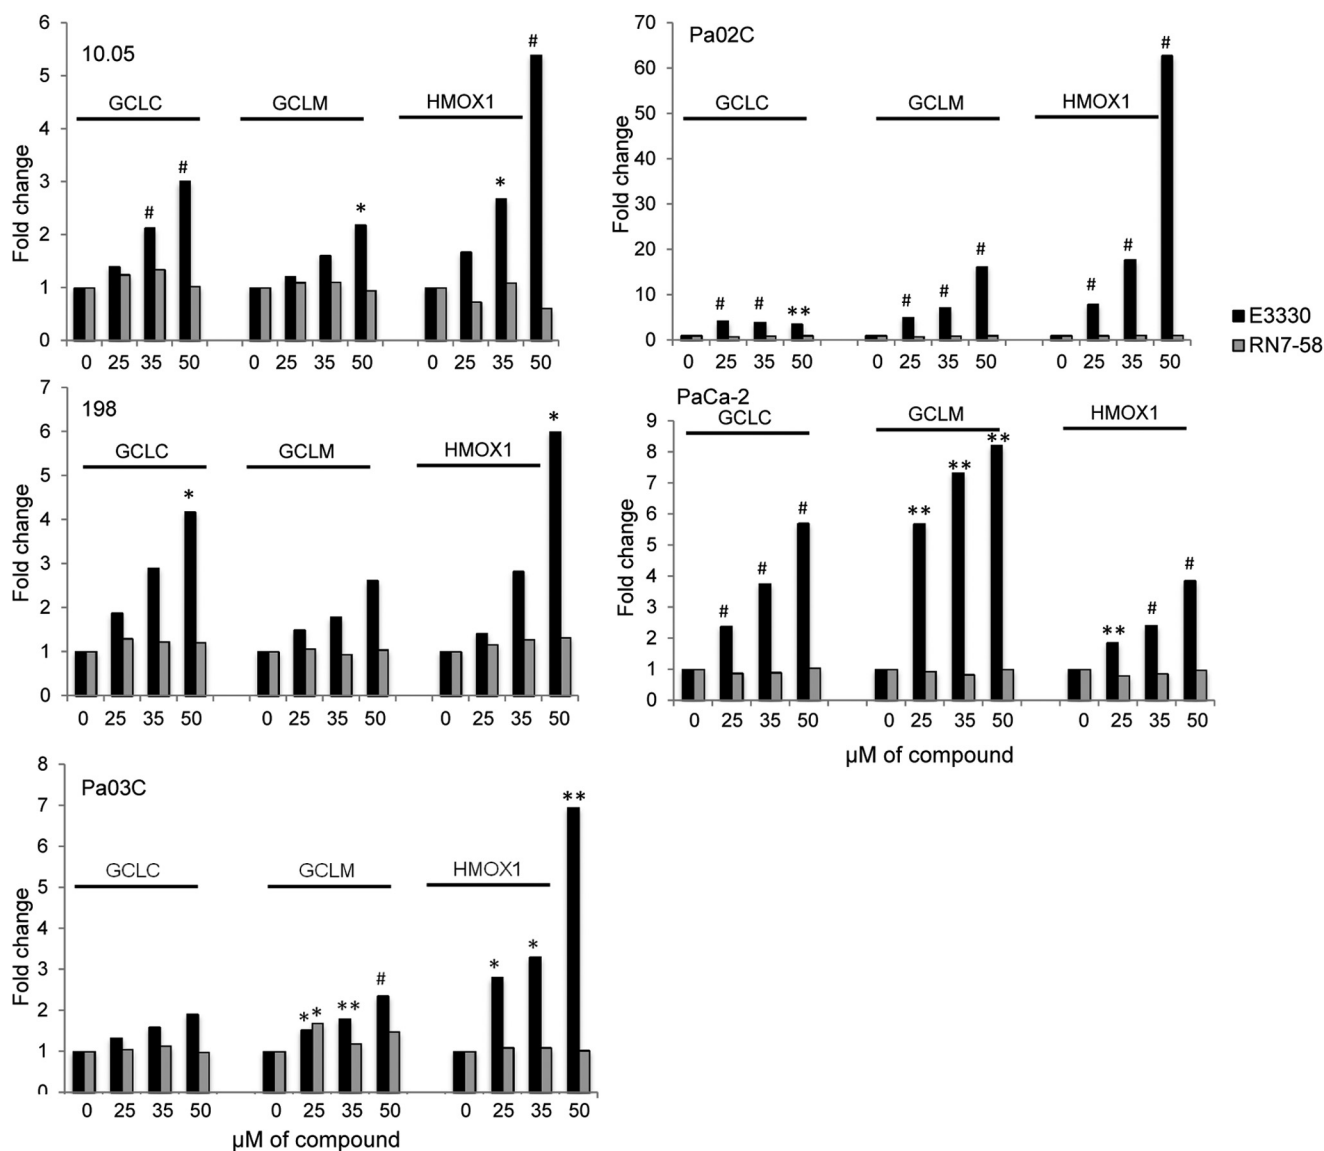 10.05
GCLC
GCLM
HMOX1
Fold change
6
5
4
3
2
1
0
# # * * #
0 25 35 50 0 25 35 50 0 25 35 50
Pa02C
GCLC
GCLM
HMOX1
Fold change
70
60
50
40
30
20
10
0
# # ** # # # # # #
0 25 35 50 0 25 35 50 0 25 35 50
E3330
RN7-58
198
GCLC
GCLM
HMOX1
Fold change
7
6
5
4
3
2
1
0
* *
0 25 35 50 0 25 35 50 0 25 35 50
PaCa-2
GCLC
GCLM
HMOX1
Fold change
9
8
7
6
5
4
3
2
1
0
# # # ** ** ** ** # #
0 25 35 50 0 25 35 50 0 25 35 50
µM of compound
Pa03C
GCLC
GCLM
HMOX1
Fold change
8
7
6
5
4
3
2
1
0
* * ** # * * **
0 25 35 50 0 25 35 50 0 25 35 50
µM of compound